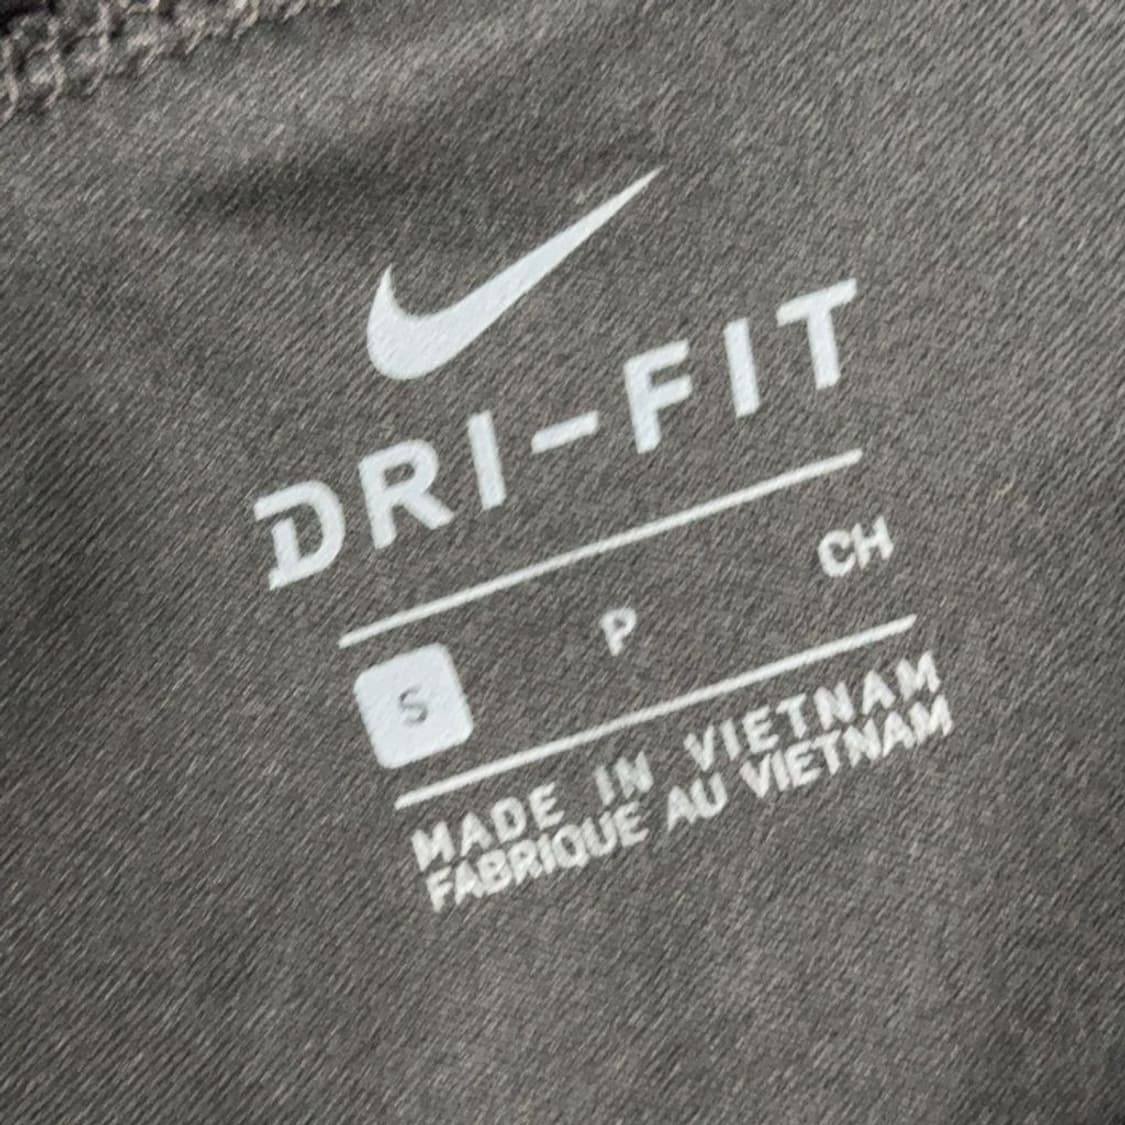 DRI-FIT
S P CH
MADE IN VIETNAM
FABRIQUE AU VIETNAM